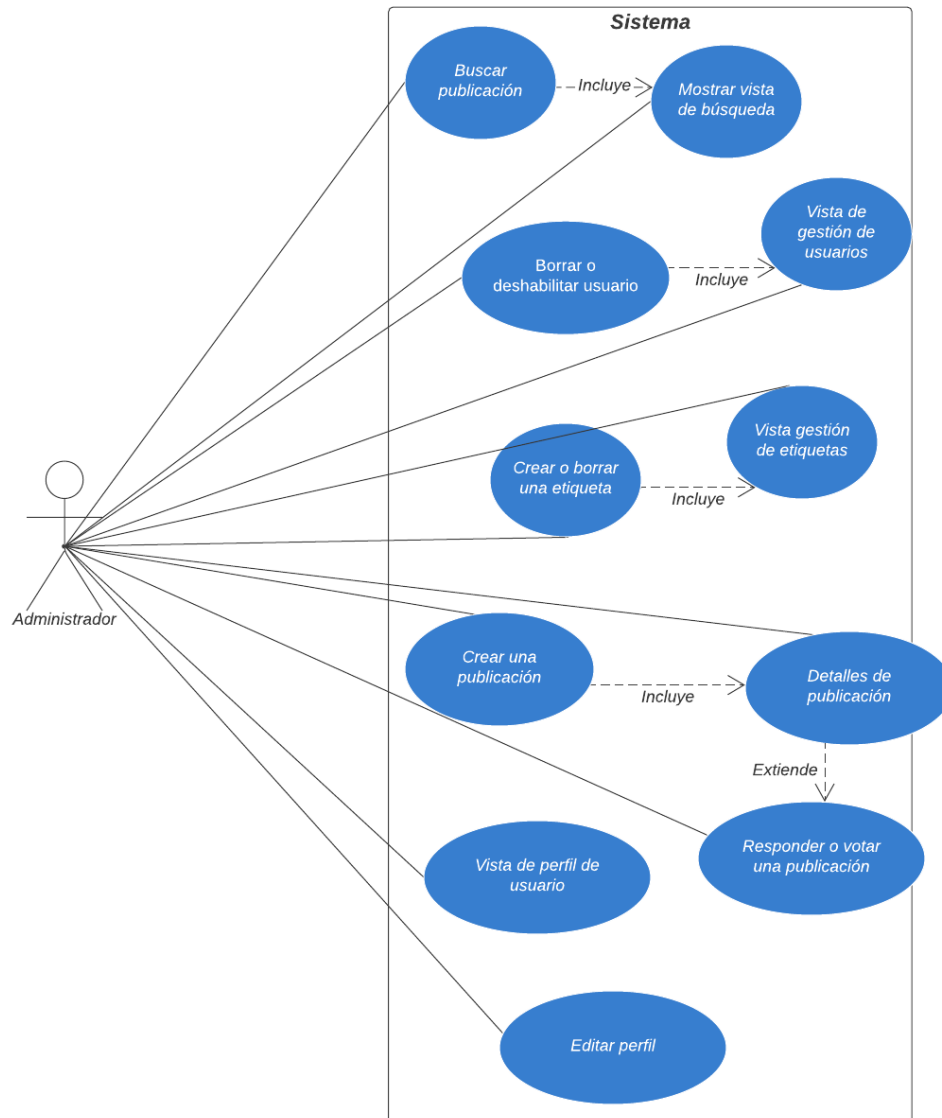 Sistema
Buscar
publicación
Incluye
Mostrar vista
de búsqueda
Vista de
gestión de
usuarios
Borrar o
deshabilitar usuario
Incluye
Vista gestión
de etiquetas
Crear o borrar
una etiqueta
Incluye
Administrador
Crear una
publicación
Incluye
Detalles de
publicación
Extiende
Responder o votar
una publicación
Vista de perfil de
usuario
Editar perfil